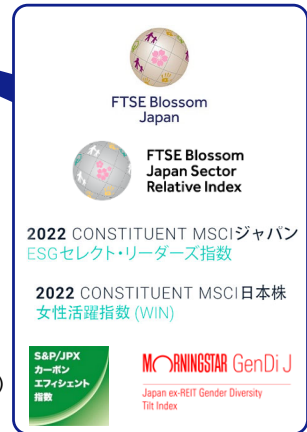 FTSE Blossom
Japan
FTSE Blossom
Japan Sector
Relative Index
2022 CONSTITUENT MSCIジャパン
ESGセレクト・リーダーズ指数
2022 CONSTITUENT MSCI日本株
女性活躍指数 (WIN)
S&P/JPX
カーボン
エフィシェント
指数
MORNINGSTAR GenDi J
Japan ex-REIT Gender Diversity
Tilt Index
)